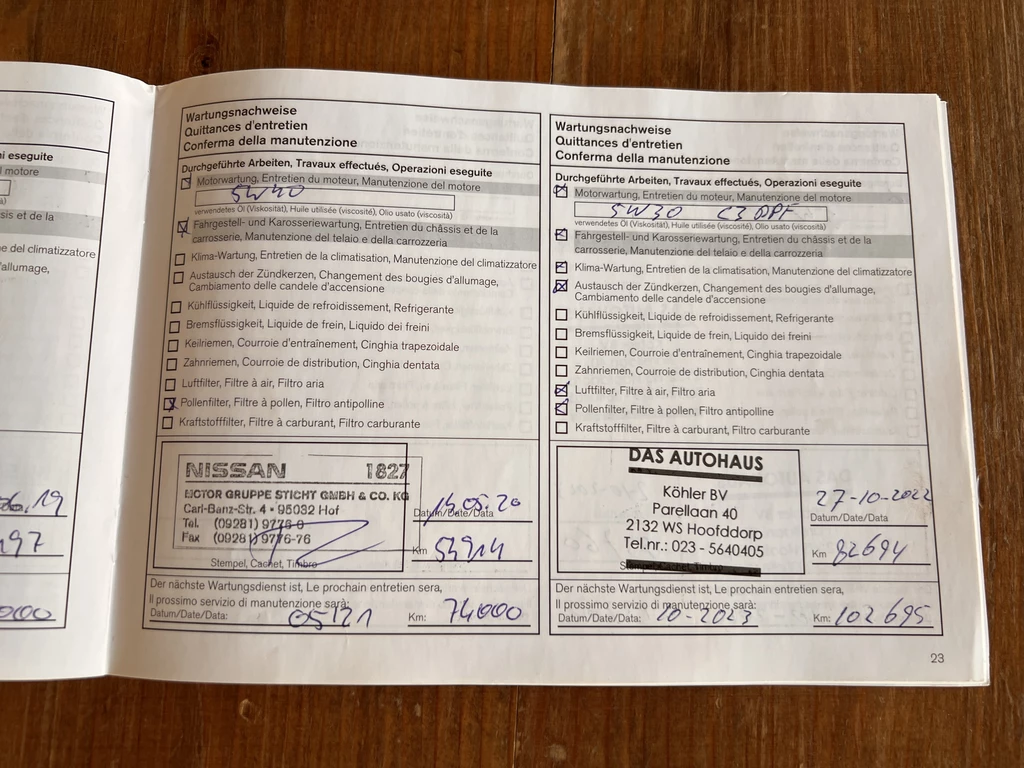 i eseguite
l motore
sis et de la
ne del climatizzatore
'allumage,
06.19
197
000
Wartungsnachweise
Quittances d'entretien
Conferma della manutenzione
Durchgeführte Arbeiten, Travaux effectués, Operazioni eseguite
Motorwartung, Entretien du moteur, Manutenzione del motore
5W40
verwendetes Öl (Viskosität), Huile utilisée (viscosité), Olio usato (viscosità)
Fahrgestell- und Karosseriewartung, Entretien du châssis et de la
carrosserie, Manutenzione del telaio e della carrozzeria
Klima-Wartung, Entretien de la climatisation, Manutenzione del climatizzatore
Austausch der Zündkerzen, Changement des bougies d'allumage,
Cambiamento delle candele d'accensione
Kühlflüssigkeit, Liquide de refroidissement, Refrigerante
Bremsflüssigkeit, Liquide de frein, Liquido dei freini
Keilriemen, Courroie d'entraînement, Cinghia trapezoidale
Zahnriemen, Courroie de distribution, Cinghia dentata
Luftfilter, Filtre à air, Filtro aria
Pollenfilter, Filtre à pollen, Filtro antipolline
Kraftstofffilter, Filtre à carburant, Filtro carburante
NISSAN 1827
MOTOR GRUPPE STICHT GMBH & CO. KG
Carl-Benz-Str. 4 • 95032 Hof
Tel. (09281) 9776-0
Fax (09281) 9776-76
Stempel, Cachet, Timbro
15.05.20
Datum/Date/Data
Km 53914
Der nächste Wartungsdienst ist, Le prochain entretien sera,
Il prossimo servizio di manutenzione sarà:
Datum/Date/Data: 05/21 Km: 74000
Wartungsnachweise
Quittances d'entretien
Conferma della manutenzione
Durchgeführte Arbeiten, Travaux effectués, Operazioni eseguite
Motorwartung, Entretien du moteur, Manutenzione del motore
5W30 C3 DPF
verwendetes Öl (Viskosität), Huile utilisée (viscosité), Olio usato (viscosità)
Fahrgestell- und Karosseriewartung, Entretien du châssis et de la
carrosserie, Manutenzione del telaio e della carrozzeria
Klima-Wartung, Entretien de la climatisation, Manutenzione del climatizzatore
Austausch der Zündkerzen, Changement des bougies d'allumage,
Cambiamento delle candele d'accensione
Kühlflüssigkeit, Liquide de refroidissement, Refrigerante
Bremsflüssigkeit, Liquide de frein, Liquido dei freini
Keilriemen, Courroie d'entraînement, Cinghia trapezoidale
Zahnriemen, Courroie de distribution, Cinghia dentata
Luftfilter, Filtre à air, Filtro aria
Pollenfilter, Filtre à pollen, Filtro antipolline
Kraftstofffilter, Filtre à carburant, Filtro carburante
DAS AUTOHAUS
Köhler BV
Parellaan 40
2132 WS Hoofddorp
Tel.nr.: 023 - 5640405
Stempel, Cachet, Timbro
27-10-2022
Datum/Date/Data
Km 82694
Der nächste Wartungsdienst ist, Le prochain entretien sera,
Il prossimo servizio di manutenzione sarà:
Datum/Date/Data: 10-2023 Km: 102695
23